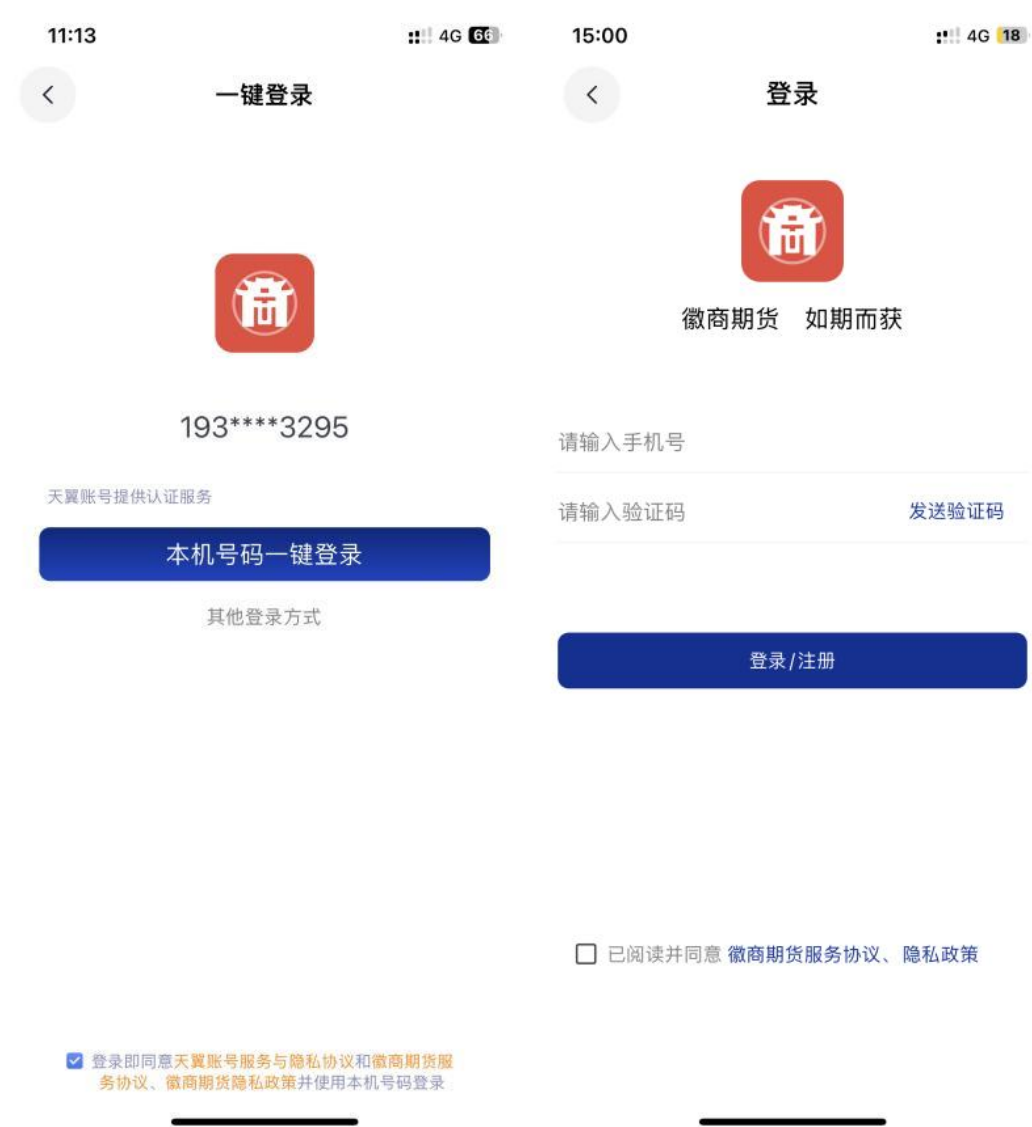 11:13
4G 66
一键登录
193****3295
天翼账号提供认证服务
本机号码一键登录
其他登录方式
登录即同意天翼账号服务与隐私协议和徽商期货服
务协议、徽商期货隐私政策并使用本机号码登录
15:00
4G 18
登录
徽商期货 如期而获
请输入手机号
请输入验证码 发送验证码
登录/注册
已阅读并同意 徽商期货服务协议、隐私政策